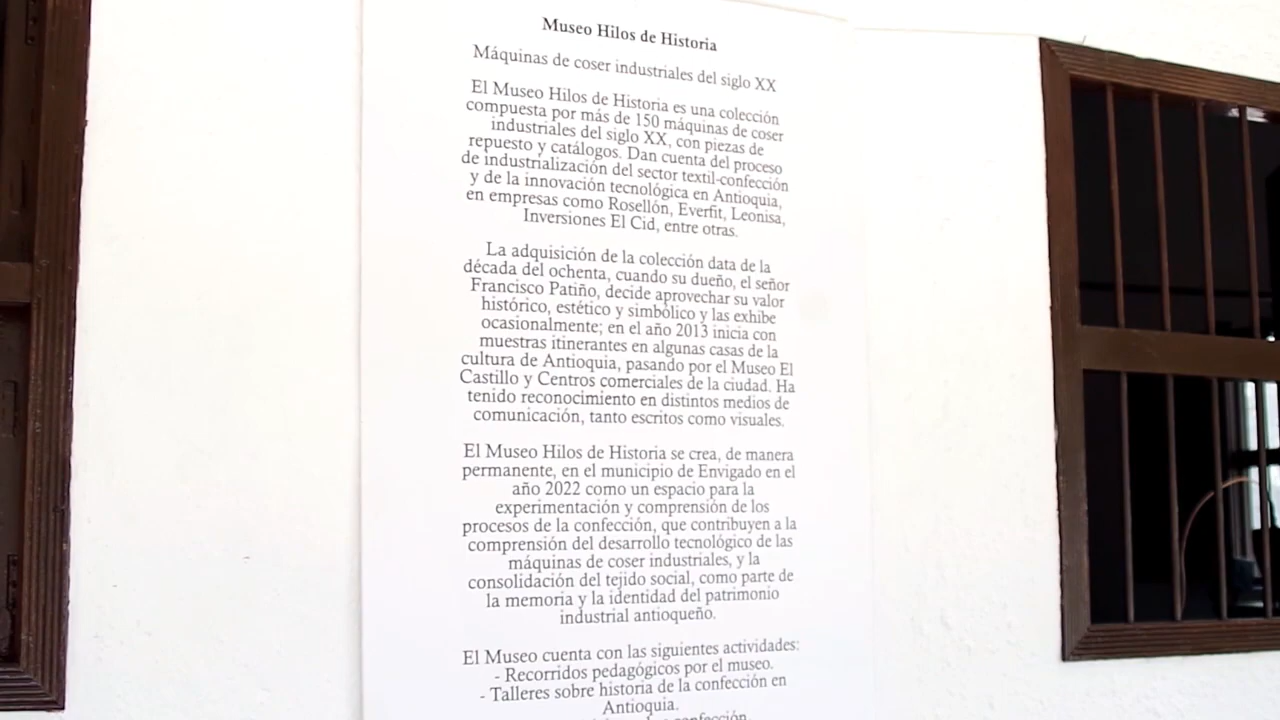 Museo Hilos de Historia
Máquinas de coser industriales del siglo XX
El Museo Hilos de Historia es una colección
compuesta por más de 150 máquinas de coser
industriales del siglo XX, con piezas de
repuesto y catálogos. Dan cuenta del proceso
de industrialización del sector textil-confección
y de la innovación tecnológica en Antioquia,
en empresas como Rosellón, Everfit, Leonisa,
Inversiones El Cid, entre otras.
La adquisición de la colección data de la
década del ochenta, cuando su dueño, el señor
Francisco Patiño, decide aprovechar su valor
histórico, estético y simbólico y las exhibe
ocasionalmente; en el año 2013 inicia con
muestras itinerantes en algunas casas de la
cultura de Antioquia, pasando por el Museo El
Castillo y Centros comerciales de la ciudad. Ha
tenido reconocimiento en distintos medios de
comunicación, tanto escritos como visuales.
El Museo Hilos de Historia se crea, de manera
permanente, en el municipio de Envigado en el
año 2022 como un espacio para la
experimentación y comprensión de los
procesos de la confección, que contribuyen a la
comprensión del desarrollo tecnológico de las
máquinas de coser industriales, y la
consolidación del tejido social, como parte de
la memoria y la identidad del patrimonio
industrial antioqueño.
El Museo cuenta con las siguientes actividades:
- Recorridos pedagógicos por el museo.
- Talleres sobre historia de la confección en
Antioquia.
confección